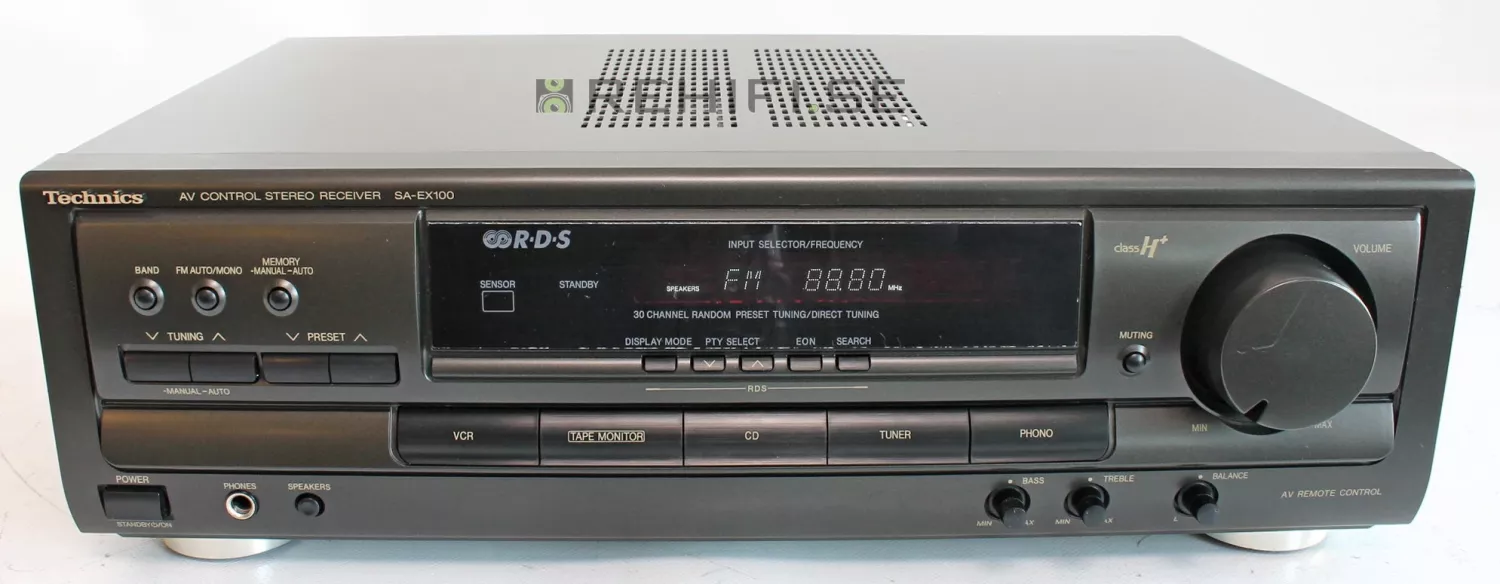 REHIFI.SE
Technics AV CONTROL STEREO RECEIVER SA-EX100
R·D·S
INPUT SELECTOR/FREQUENCY
class H+
VOLUME
BAND FM AUTO/MONO MEMORY
-MANUAL-AUTO
SENSOR STANDBY
SPEAKERS FM 88.80 MHz
30 CHANNEL RANDOM PRESET TUNING/DIRECT TUNING
TUNING PRESET
MUTING
DISPLAY MODE PTY SELECT EON SEARCH
-MANUAL-AUTO
RDS
VCR TAPE MONITOR CD TUNER PHONO
MIN MAX
POWER PHONES SPEAKERS
BASS TREBLE BALANCE
AV REMOTE CONTROL
STANDBY⏻/ON
MIN AX MIN AX L